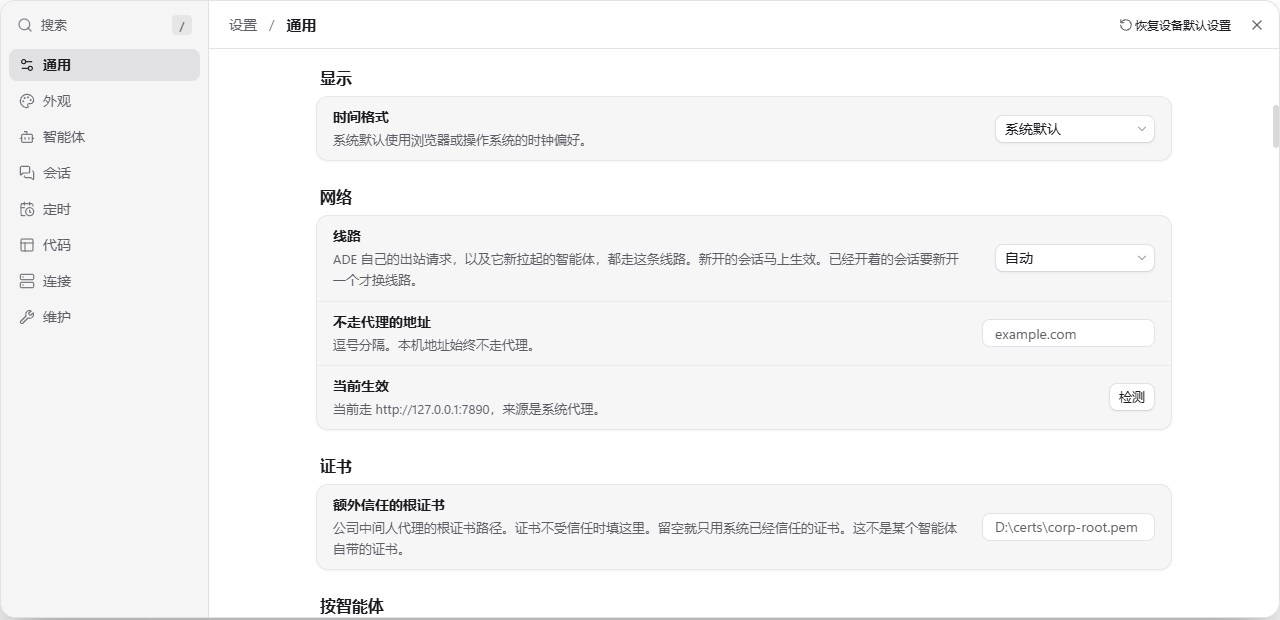 搜索
/
设置 / 通用
恢复设备默认设置
通用
外观
智能体
会话
定时
代码
连接
维护
显示
时间格式
系统默认使用浏览器或操作系统的时钟偏好。
系统默认
网络
线路
ADE 自己的出站请求，以及它新拉起的智能体，都走这条线路。新开的会话马上生效。已经开着的会话要新开
一个才换线路。
自动
不走代理的地址
逗号分隔。本机地址始终不走代理。
example.com
当前生效
当前走 http://127.0.0.1:7890，来源是系统代理。
检测
证书
额外信任的根证书
公司中间人代理的根证书路径。证书不受信任时填这里。留空就只用系统已经信任的证书。这不是某个智能体
自带的证书。
D:\certs\corp-root.pem
按智能体